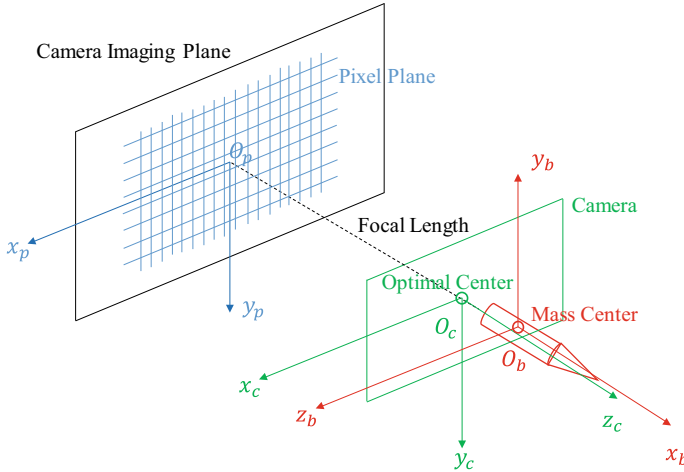 Camera Imaging Plane
Pixel Plane
O_p
y_b
Camera
Focal Length
x_p
Optimal Center
y_p
Mass Center
O_c
O_b
x_c
z_b
z_c
y_c
x_b